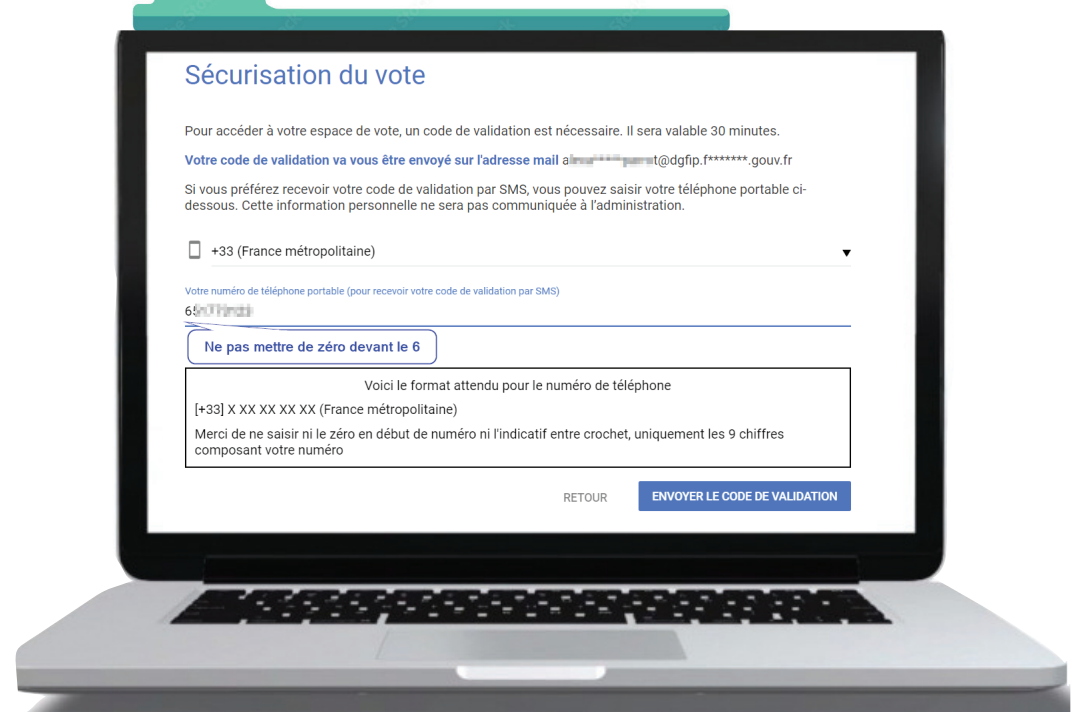 Sécurisation du vote
Pour accéder à votre espace de vote, un code de validation est nécessaire. Il sera valable 30 minutes.
Votre code de validation va vous être envoyé sur l'adresse mail a t@dgfip.f*******.gouv.fr
Si vous préférez recevoir votre code de validation par SMS, vous pouvez saisir votre téléphone portable ci-
dessous. Cette information personnelle ne sera pas communiquée à l'administration.
+33 (France métropolitaine)
Votre numéro de téléphone portable (pour recevoir votre code de validation par SMS)
Ne pas mettre de zéro devant le 6
Voici le format attendu pour le numéro de téléphone
[+33] X XX XX XX XX (France métropolitaine)
Merci de ne saisir ni le zéro en début de numéro ni l'indicatif entre crochet, uniquement les 9 chiffres
composant votre numéro
RETOUR
ENVOYER LE CODE DE VALIDATION